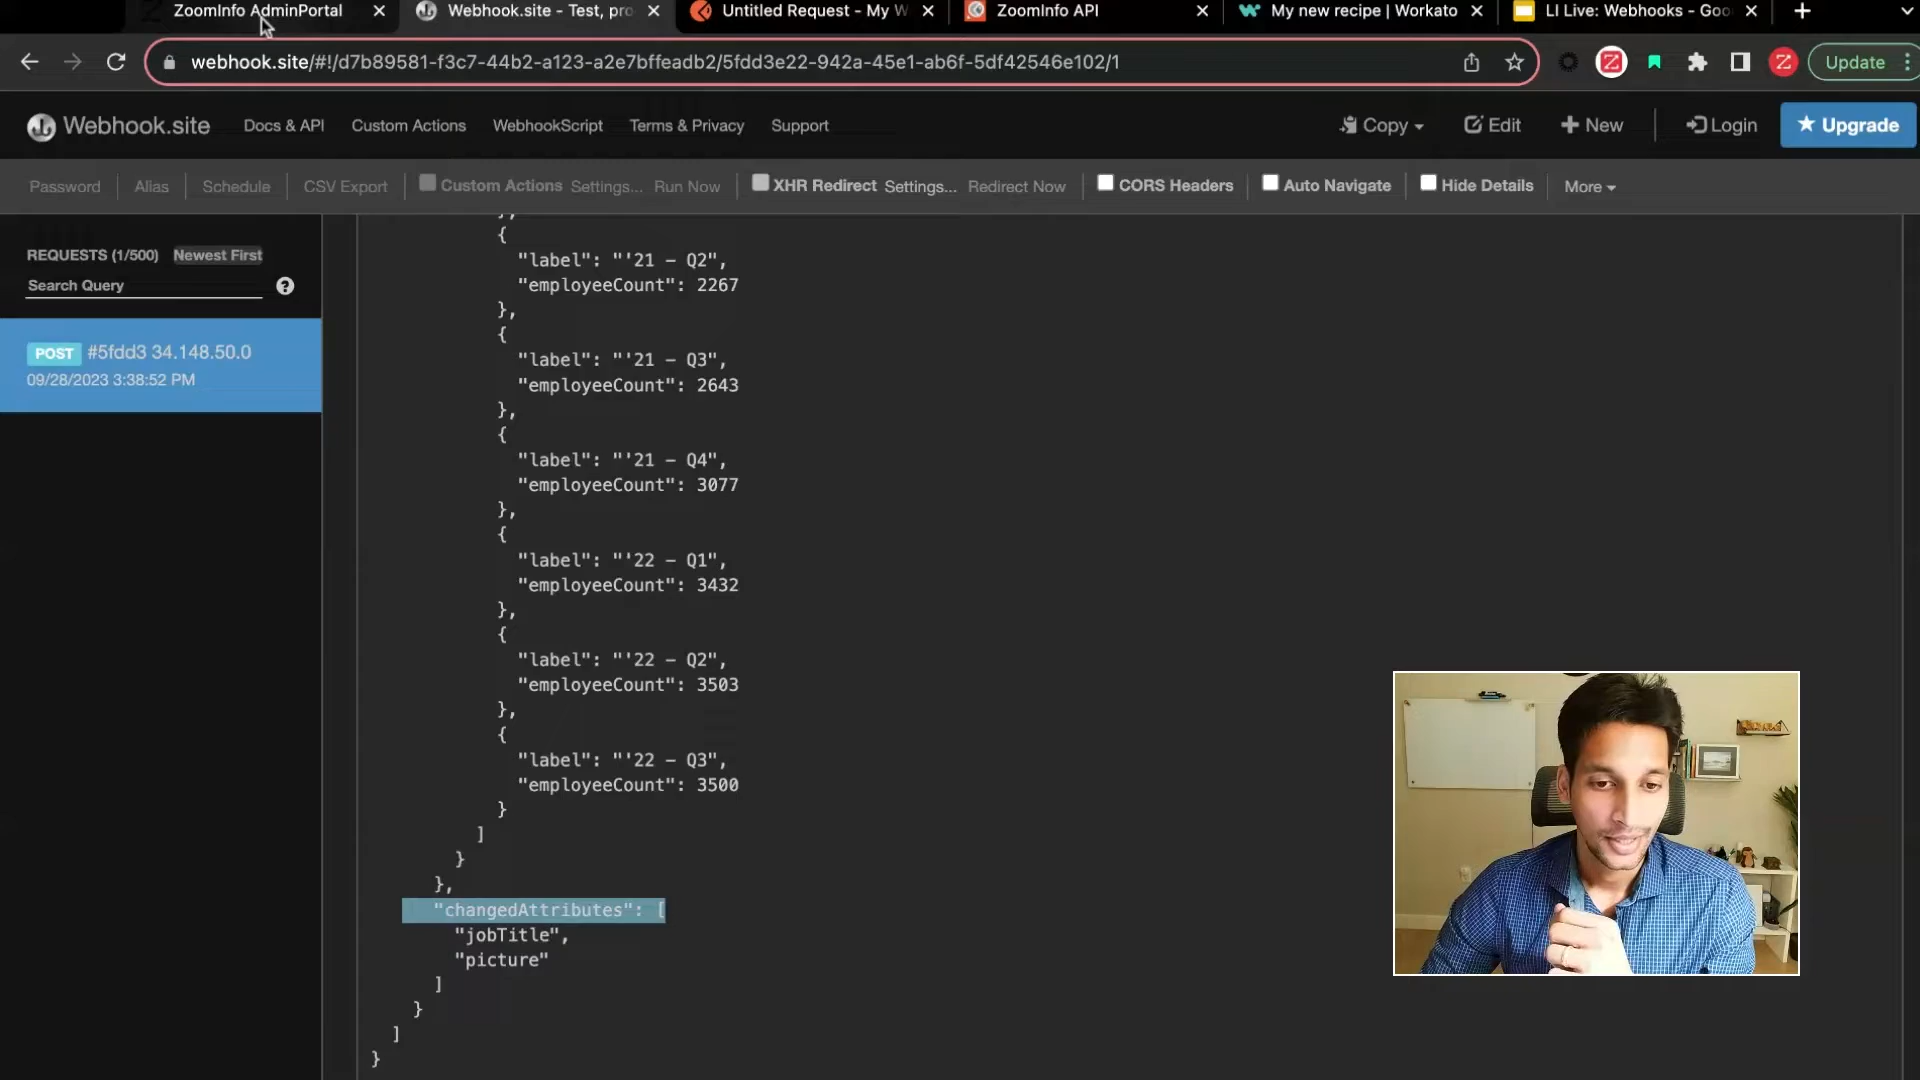 ZoomInfo AdminPortal
Webhook.site - Test, pro
Untitled Request - My W
ZoomInfo API
My new recipe | Workato
LI Live: Webhooks - Goo
webhook.site/#!/d7b89581-f3c7-44b2-a123-a2e7bffeadb2/5fdd3e22-942a-45e1-ab6f-5df42546e102/1
Update
Webhook.site
Docs & API
Custom Actions
WebhookScript
Terms & Privacy
Support
Copy
Edit
New
Login
Upgrade
Password
Alias
Schedule
CSV Export
Custom Actions Settings... Run Now
XHR Redirect Settings... Redirect Now
CORS Headers
Auto Navigate
Hide Details
More
REQUESTS (1/500) Newest First
Search Query
POST #5fdd3 34.148.50.0
09/28/2023 3:38:52 PM
},
{
"label": "'21 – Q2",
"employeeCount": 2267
},
{
"label": "'21 – Q3",
"employeeCount": 2643
},
{
"label": "'21 – Q4",
"employeeCount": 3077
},
{
"label": "'22 – Q1",
"employeeCount": 3432
},
{
"label": "'22 – Q2",
"employeeCount": 3503
},
{
"label": "'22 – Q3",
"employeeCount": 3500
}
]
}
},
"changedAttributes": [
"jobTitle",
"picture"
]
}
]
}